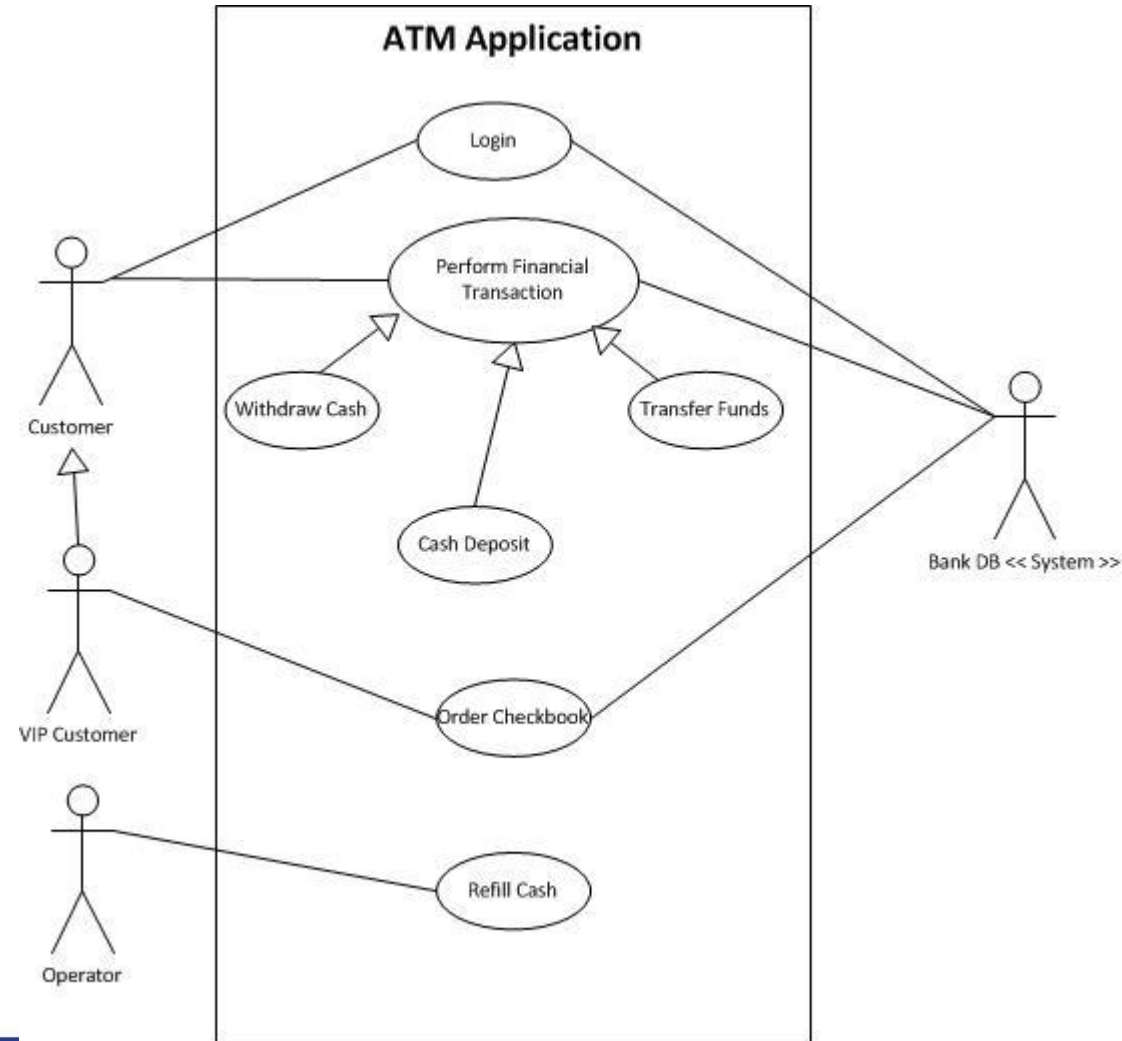 ATM Application
Login
Perform Financial
Transaction
Withdraw Cash
Transfer Funds
Customer
Cash Deposit
Bank DB << System >>
Order Checkbook
VIP Customer
Refill Cash
Operator